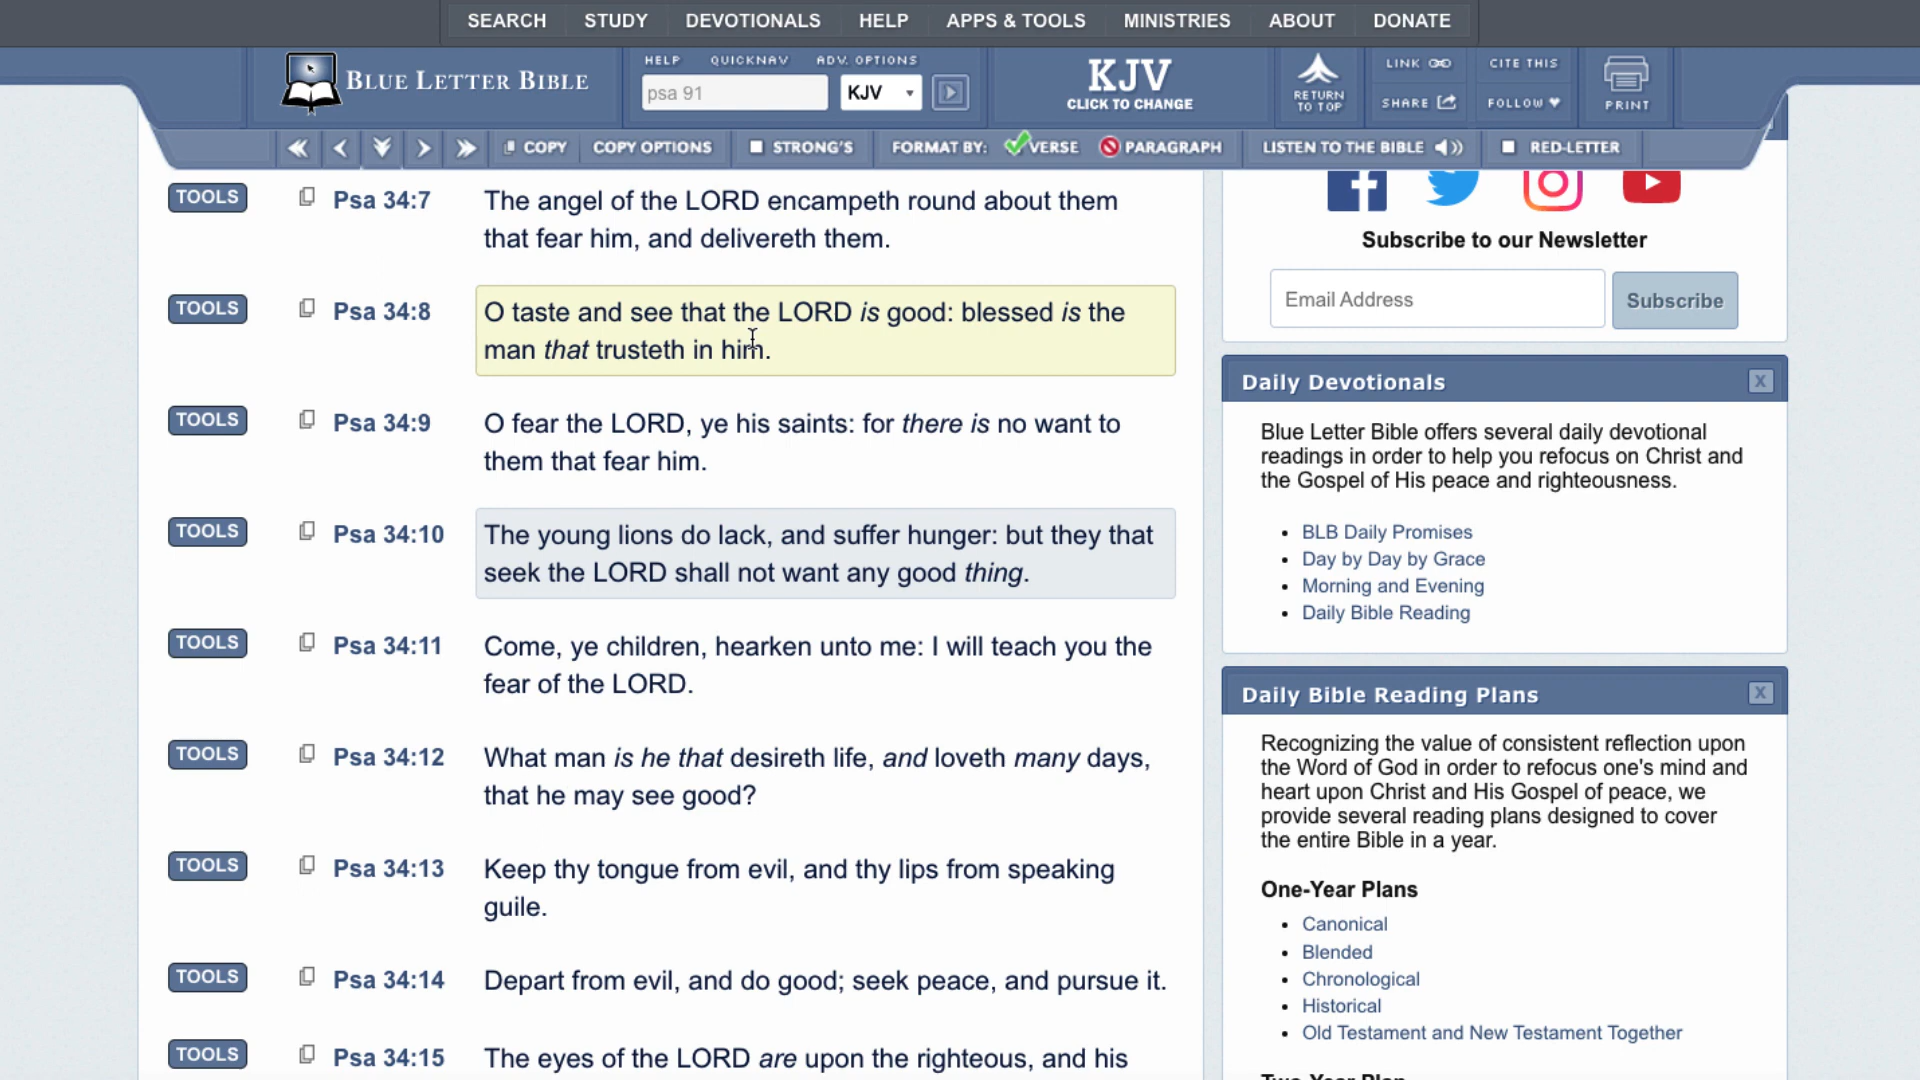 SEARCH STUDY DEVOTIONALS HELP APPS & TOOLS MINISTRIES ABOUT DONATE
BLUE LETTER BIBLE
HELP QUICKNAV ADV. OPTIONS
psa 91 KJV
KJV
CLICK TO CHANGE
RETURN
TO TOP
LINK
SHARE
CITE THIS
FOLLOW
PRINT
COPY COPY OPTIONS STRONG'S FORMAT BY: VERSE PARAGRAPH LISTEN TO THE BIBLE RED-LETTER
TOOLS Psa 34:7 The angel of the LORD encampeth round about them
that fear him, and delivereth them.
TOOLS Psa 34:8 O taste and see that the LORD is good: blessed is the
man that trusteth in him.
TOOLS Psa 34:9 O fear the LORD, ye his saints: for there is no want to
them that fear him.
TOOLS Psa 34:10 The young lions do lack, and suffer hunger: but they that
seek the LORD shall not want any good thing.
TOOLS Psa 34:11 Come, ye children, hearken unto me: I will teach you the
fear of the LORD.
TOOLS Psa 34:12 What man is he that desireth life, and loveth many days,
that he may see good?
TOOLS Psa 34:13 Keep thy tongue from evil, and thy lips from speaking
guile.
TOOLS Psa 34:14 Depart from evil, and do good; seek peace, and pursue it.
TOOLS Psa 34:15 The eyes of the LORD are upon the righteous, and his
Subscribe to our Newsletter
Email Address Subscribe
Daily Devotionals X
Blue Letter Bible offers several daily devotional
readings in order to help you refocus on Christ and
the Gospel of His peace and righteousness.
BLB Daily Promises
Day by Day by Grace
Morning and Evening
Daily Bible Reading
Daily Bible Reading Plans X
Recognizing the value of consistent reflection upon
the Word of God in order to refocus one's mind and
heart upon Christ and His Gospel of peace, we
provide several reading plans designed to cover
the entire Bible in a year.
One-Year Plans
Canonical
Blended
Chronological
Historical
Old Testament and New Testament Together
Two-Year Plan